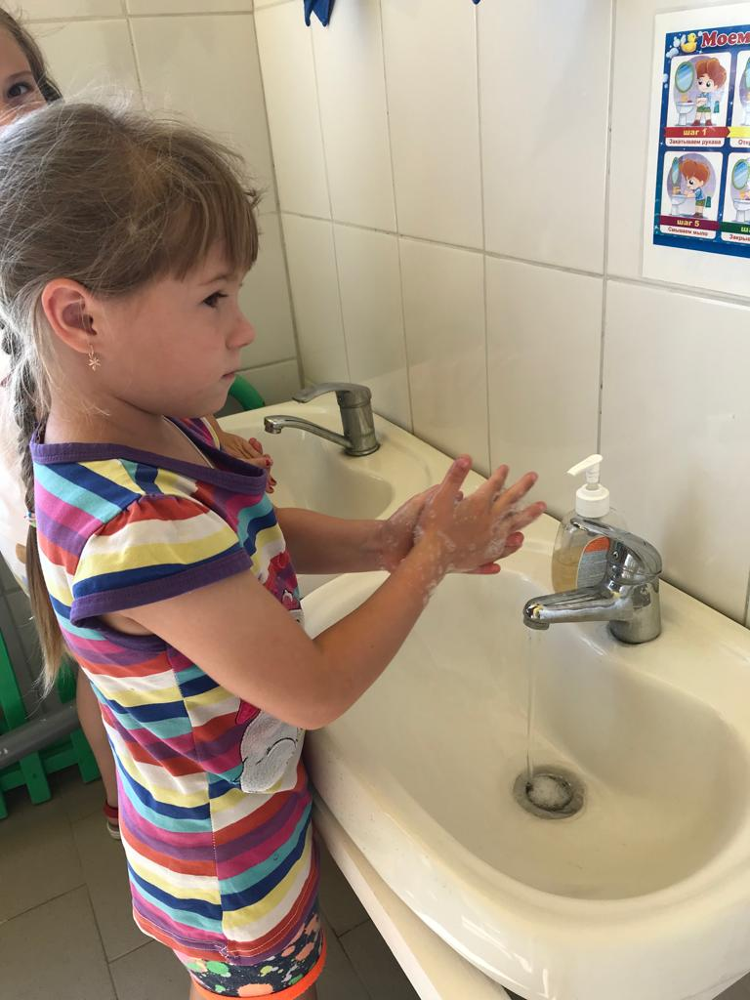 Моем
шаг 1
Закатываем рукава
шаг 5
Смываем мыло